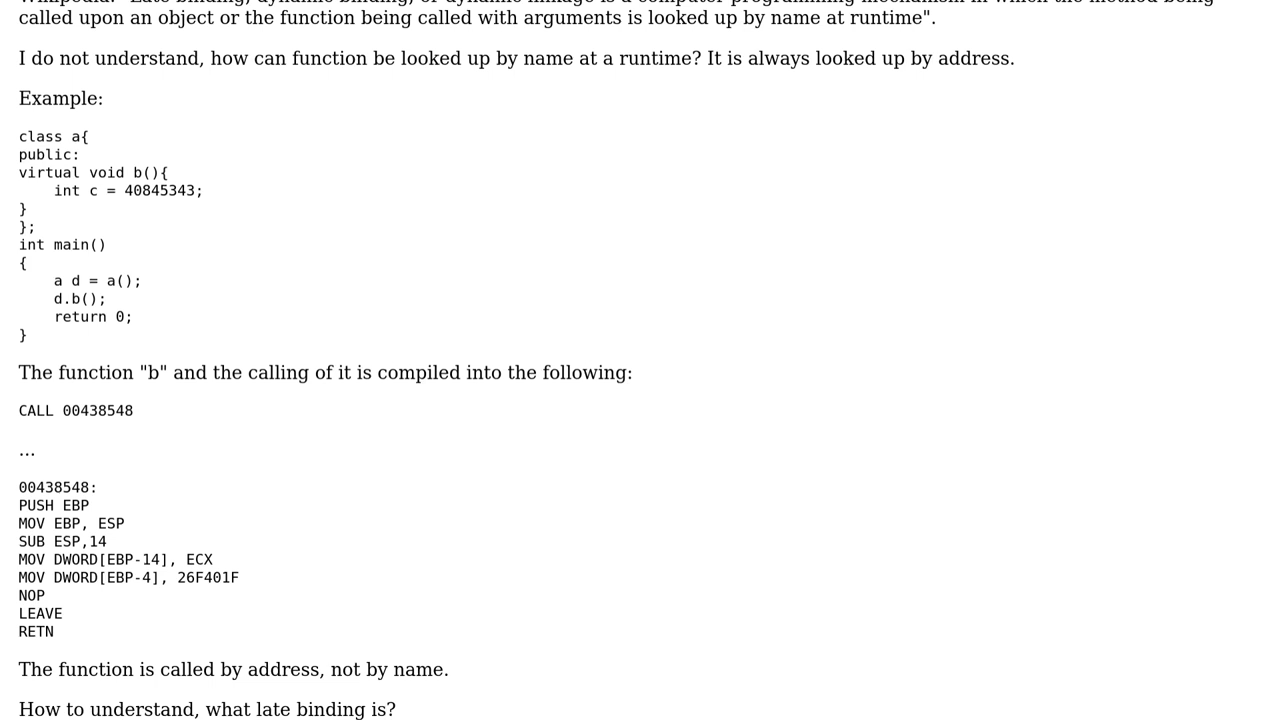 called upon an object or the function being called with arguments is looked up by name at runtime".
I do not understand, how can function be looked up by name at a runtime? It is always looked up by address.
Example:
class a{
public:
virtual void b(){
    int c = 40845343;
}
};
int main()
{
    a d = a();
    d.b();
    return 0;
}
The function "b" and the calling of it is compiled into the following:
CALL 00438548
...
00438548:
PUSH EBP
MOV EBP, ESP
SUB ESP,14
MOV DWORD[EBP-14], ECX
MOV DWORD[EBP-4], 26F401F
NOP
LEAVE
RETN
The function is called by address, not by name.
How to understand, what late binding is?